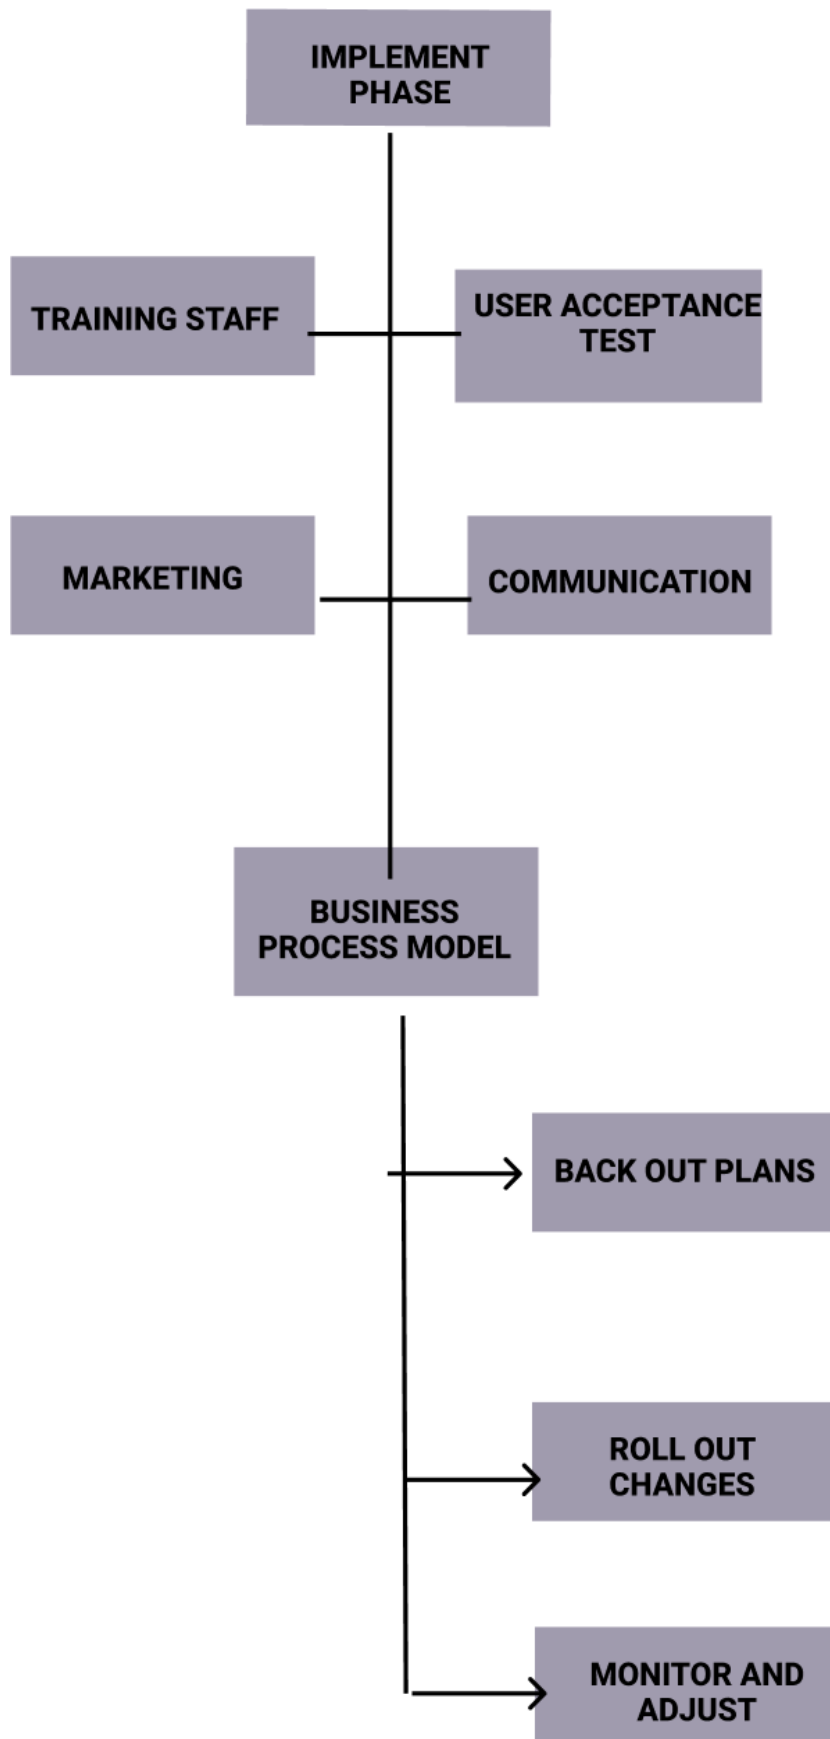 IMPLEMENT
PHASE
TRAINING STAFF
USER ACCEPTANCE
TEST
MARKETING
COMMUNICATION
BUSINESS
PROCESS MODEL
BACK OUT PLANS
ROLL OUT
CHANGES
MONITOR AND
ADJUST